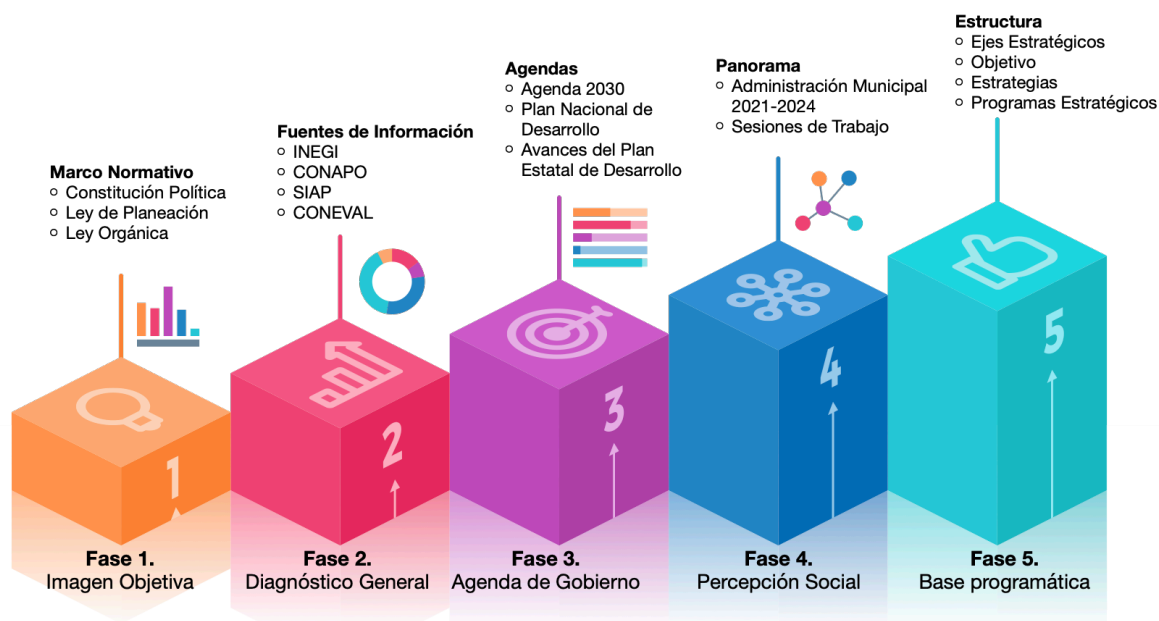 Marco Normativo
Constitución Política
Ley de Planeación
Ley Orgánica
1
Fase 1.
Imagen Objetiva
Fuentes de Información
INEGI
CONAPO
SIAP
CONEVAL
2
Fase 2.
Diagnóstico General
Agendas
Agenda 2030
Plan Nacional de
Desarrollo
Avances del Plan
Estatal de Desarrollo
3
Fase 3.
Agenda de Gobierno
Panorama
Administración Municipal
2021-2024
Sesiones de Trabajo
4
Fase 4.
Percepción Social
Estructura
Ejes Estratégicos
Objetivo
Estrategias
Programas Estratégicos
5
Fase 5.
Base programática